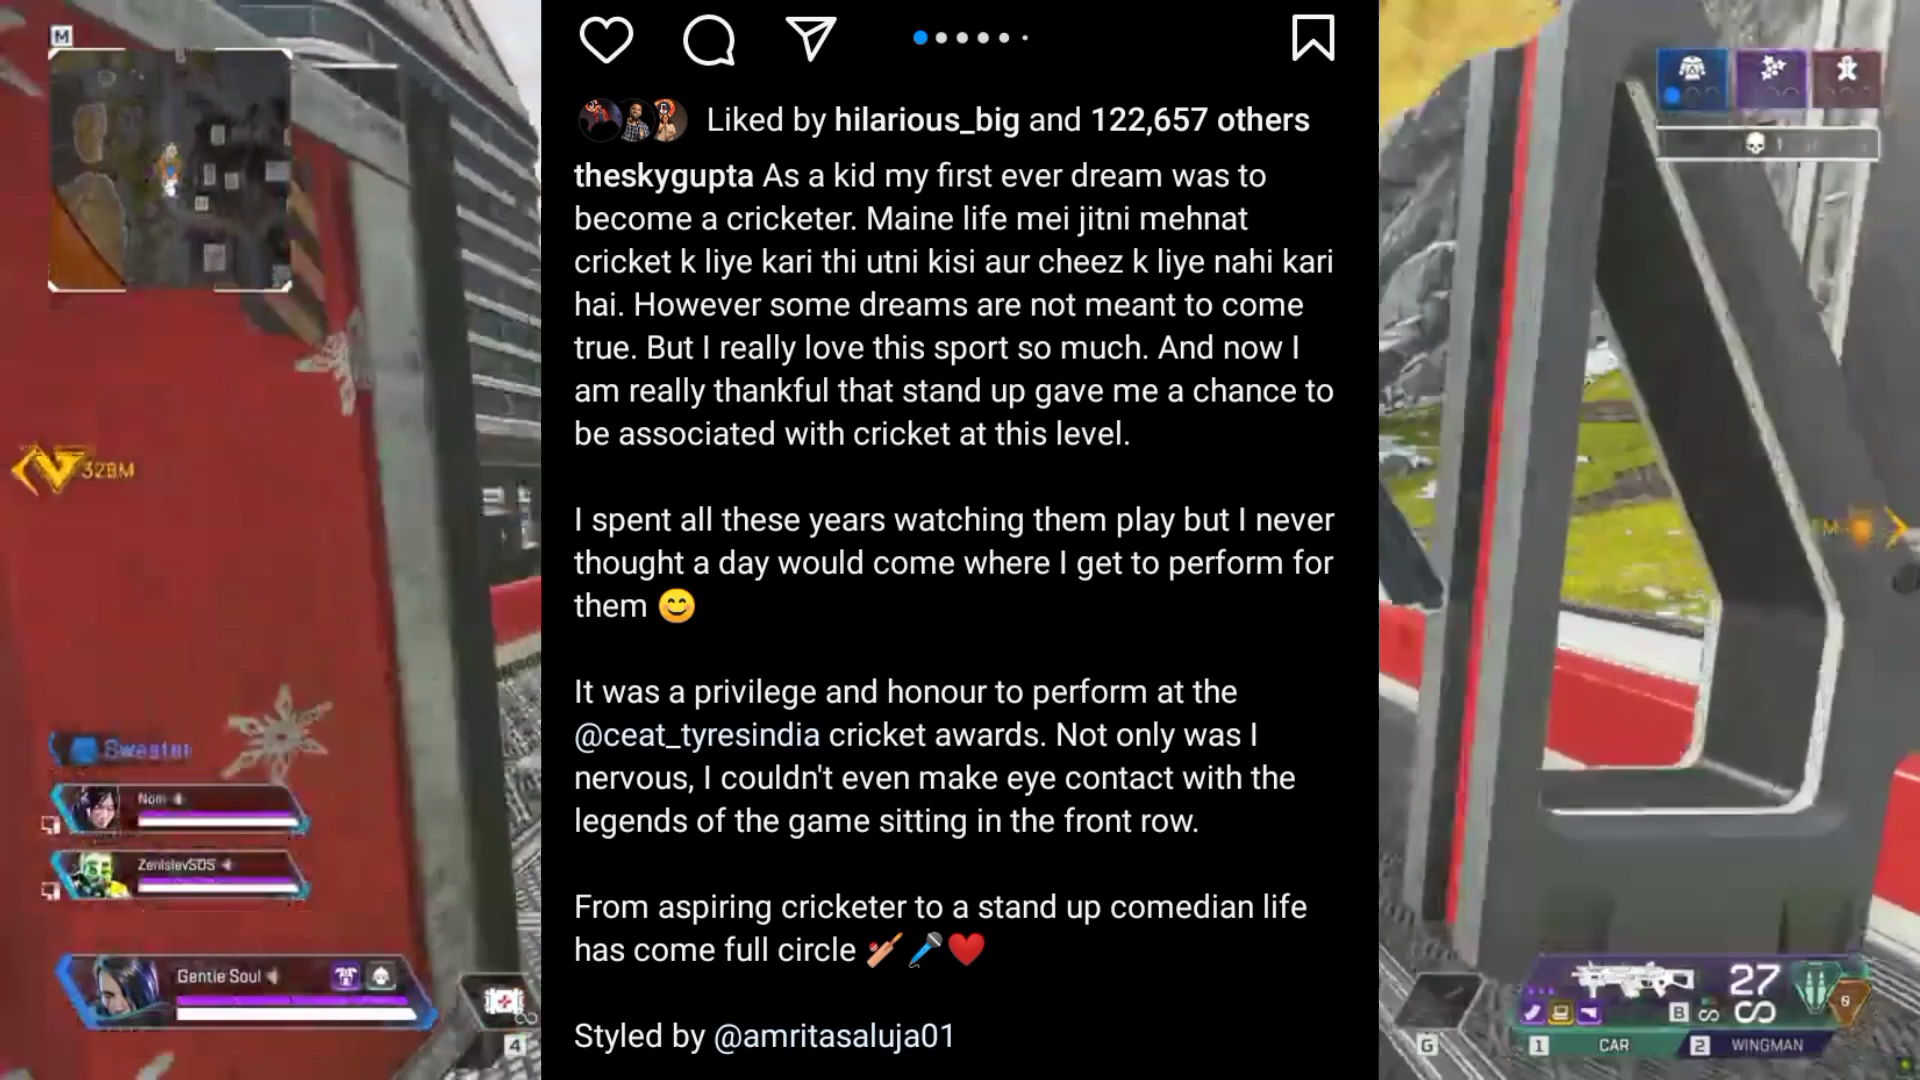 M
Liked by hilarious_big and 122,657 others
theskygupta As a kid my first ever dream was to
become a cricketer. Maine life mei jitni mehnat
cricket k liye kari thi utni kisi aur cheez k liye nahi kari
hai. However some dreams are not meant to come
true. But I really love this sport so much. And now I
am really thankful that stand up gave me a chance to
be associated with cricket at this level.
I spent all these years watching them play but I never
thought a day would come where I get to perform for
them 😊
It was a privilege and honour to perform at the
@ceat_tyresindia cricket awards. Not only was I
nervous, I couldn't even make eye contact with the
legends of the game sitting in the front row.
From aspiring cricketer to a stand up comedian life
has come full circle 🏏🎤❤️
Styled by @amritasaluja01
328M
Sweater
Nom
ZenislevSOS
Gentle Soul
4
27
B
G
1 CAR
2 WINGMAN